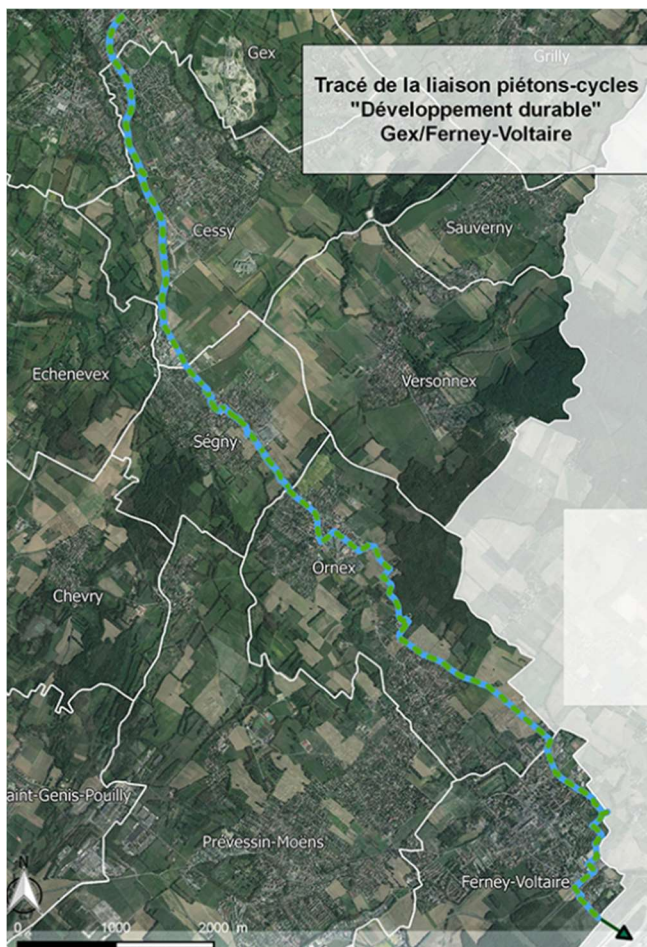 Gex
Grilly
Tracé de la liaison piétons-cycles
"Développement durable"
Gex/Ferney-Voltaire
Cessy
Sauverny
Echenevex
Versonnex
Ségny
Ornex
Chevry
aint-Genis-Pouilly
Prévessin-Moëns
Ferney-Voltaire
N
0 1000 2000 m